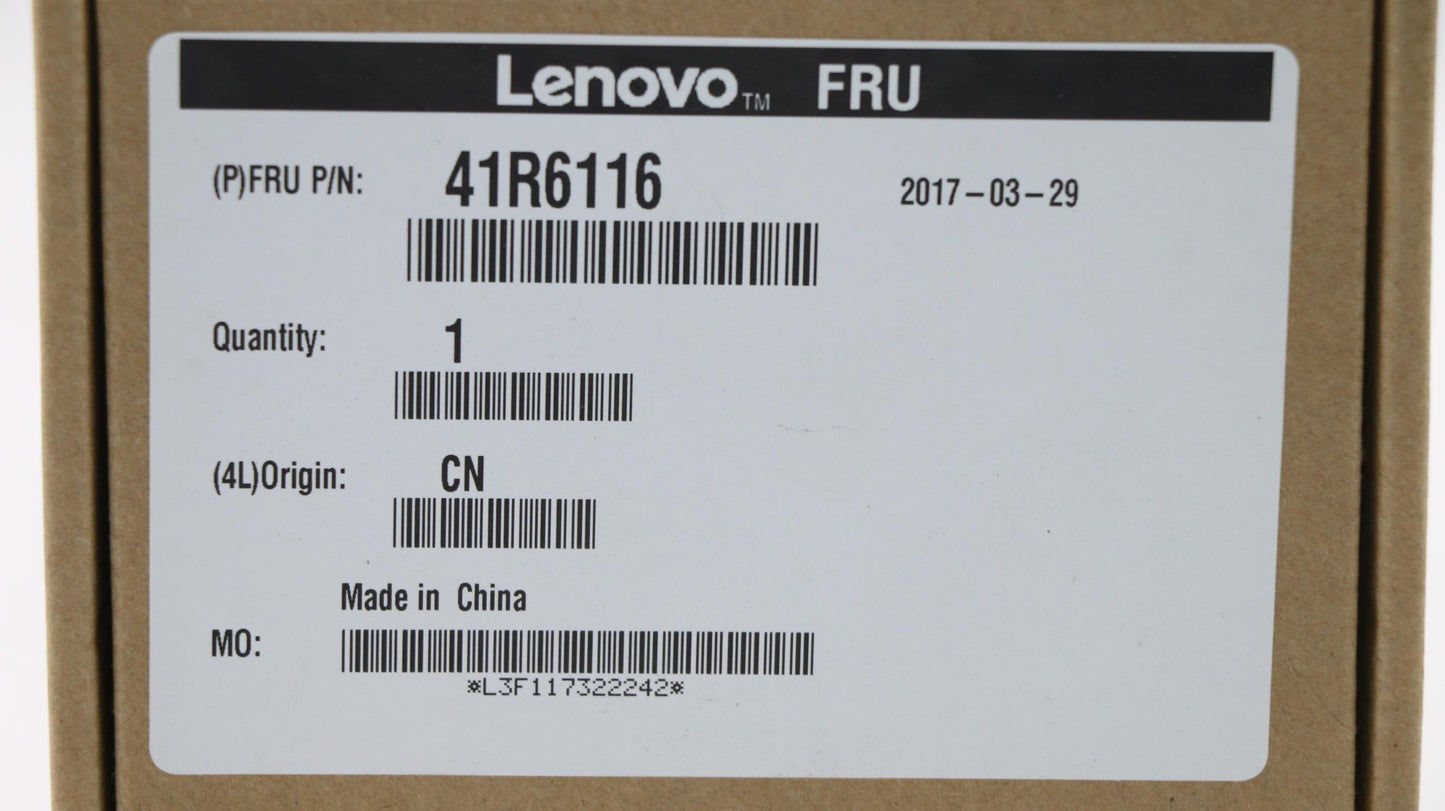 Lenovo™ FRU
(P)FRU P/N: 41R6116 2017-03-29
Quantity: 1
(4L)Origin: CN
Made in China
MO:
*L3F117322242*